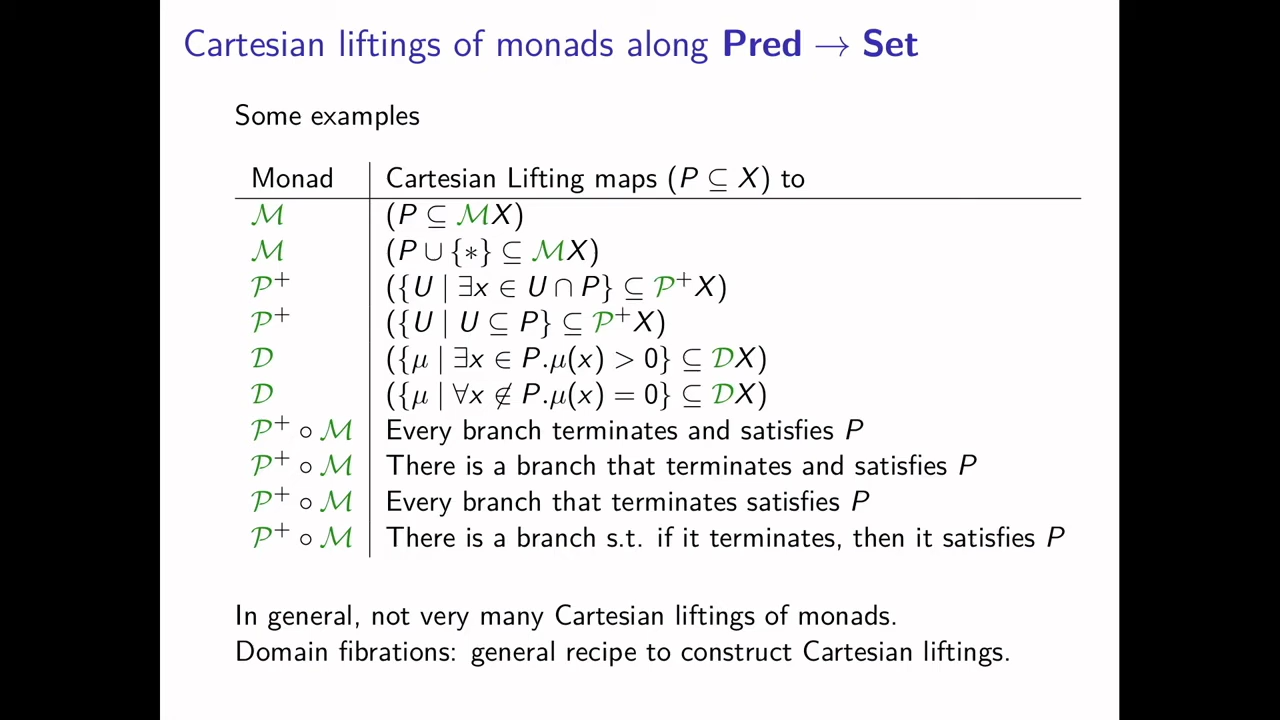 Cartesian liftings of monads along Pred → Set
Some examples
Monad Cartesian Lifting maps (P ⊆ X) to
ℳ (P ⊆ ℳX)
ℳ (P ∪ {∗} ⊆ ℳX)
𝒫⁺ ({U | ∃x ∈ U ∩ P} ⊆ 𝒫⁺X)
𝒫⁺ ({U | U ⊆ P} ⊆ 𝒫⁺X)
𝒟 ({μ | ∃x ∈ P.μ(x) > 0} ⊆ 𝒟X)
𝒟 ({μ | ∀x ∉ P.μ(x) = 0} ⊆ 𝒟X)
𝒫⁺ ∘ ℳ Every branch terminates and satisfies P
𝒫⁺ ∘ ℳ There is a branch that terminates and satisfies P
𝒫⁺ ∘ ℳ Every branch that terminates satisfies P
𝒫⁺ ∘ ℳ There is a branch s.t. if it terminates, then it satisfies P
In general, not very many Cartesian liftings of monads.
Domain fibrations: general recipe to construct Cartesian liftings.